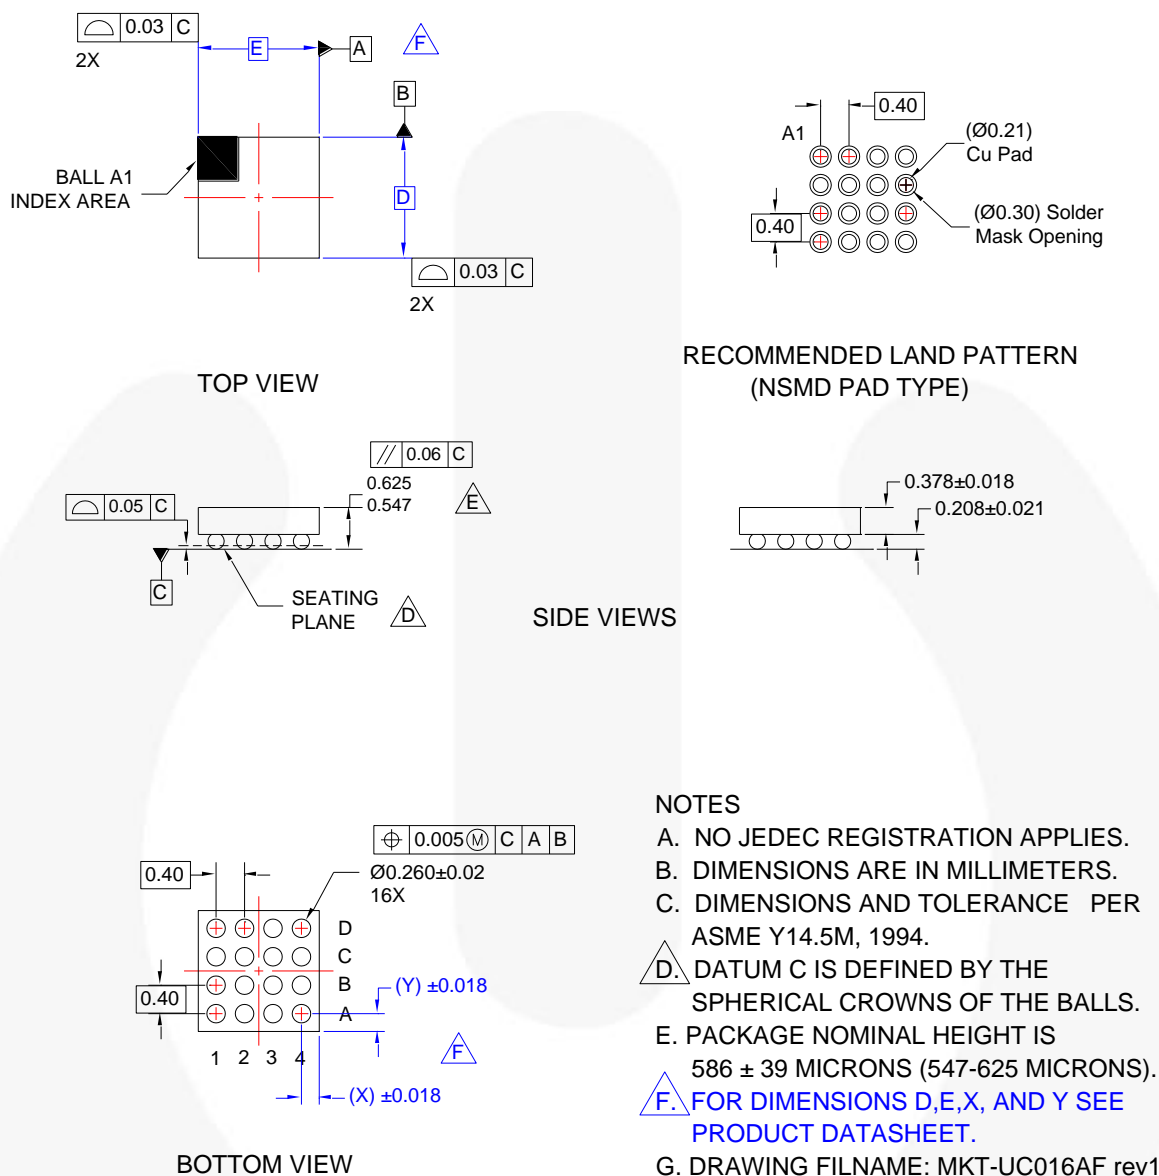 0.03 C
2X
E
A
F
B
BALL A1
INDEX AREA
D
0.03 C
2X
TOP VIEW
0.40
A1
(Ø0.21)
Cu Pad
(Ø0.30) Solder
Mask Opening
0.40
RECOMMENDED LAND PATTERN
(NSMD PAD TYPE)
// 0.06 C
0.625
0.547
E
0.05 C
C
SEATING
PLANE
D
0.378±0.018
0.208±0.021
SIDE VIEWS
0.005 Ⓜ C A B
Ø0.260±0.02
16X
0.40
D
C
B
A
0.40
(Y) ±0.018
F
1 2 3 4
(X) ±0.018
BOTTOM VIEW
NOTES
A. NO JEDEC REGISTRATION APPLIES.
B. DIMENSIONS ARE IN MILLIMETERS.
C. DIMENSIONS AND TOLERANCE PER
ASME Y14.5M, 1994.
D. DATUM C IS DEFINED BY THE
SPHERICAL CROWNS OF THE BALLS.
E. PACKAGE NOMINAL HEIGHT IS
586 ± 39 MICRONS (547-625 MICRONS).
F. FOR DIMENSIONS D,E,X, AND Y SEE
PRODUCT DATASHEET.
G. DRAWING FILNAME: MKT-UC016AF rev1